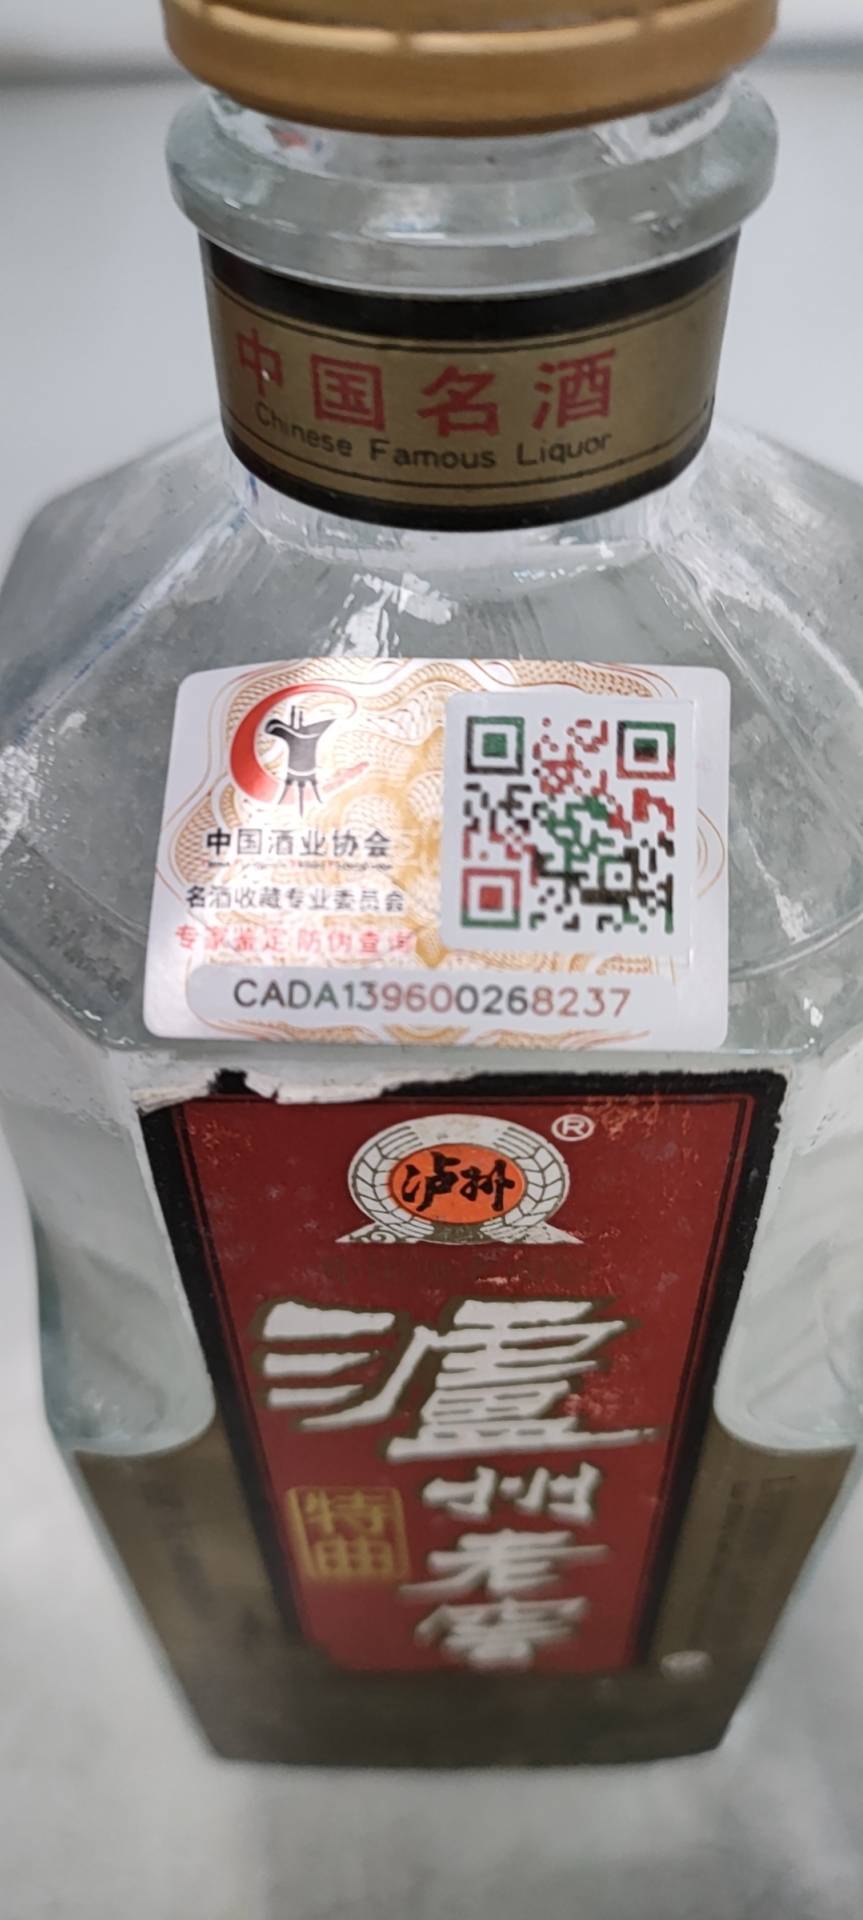 中国名酒
Chinese Famous Liquor
中国酒业协会
名酒收藏专业委员会
专家鉴定 防伪查询
CADA139600268237
泸州
®
瀘州老窖
特曲